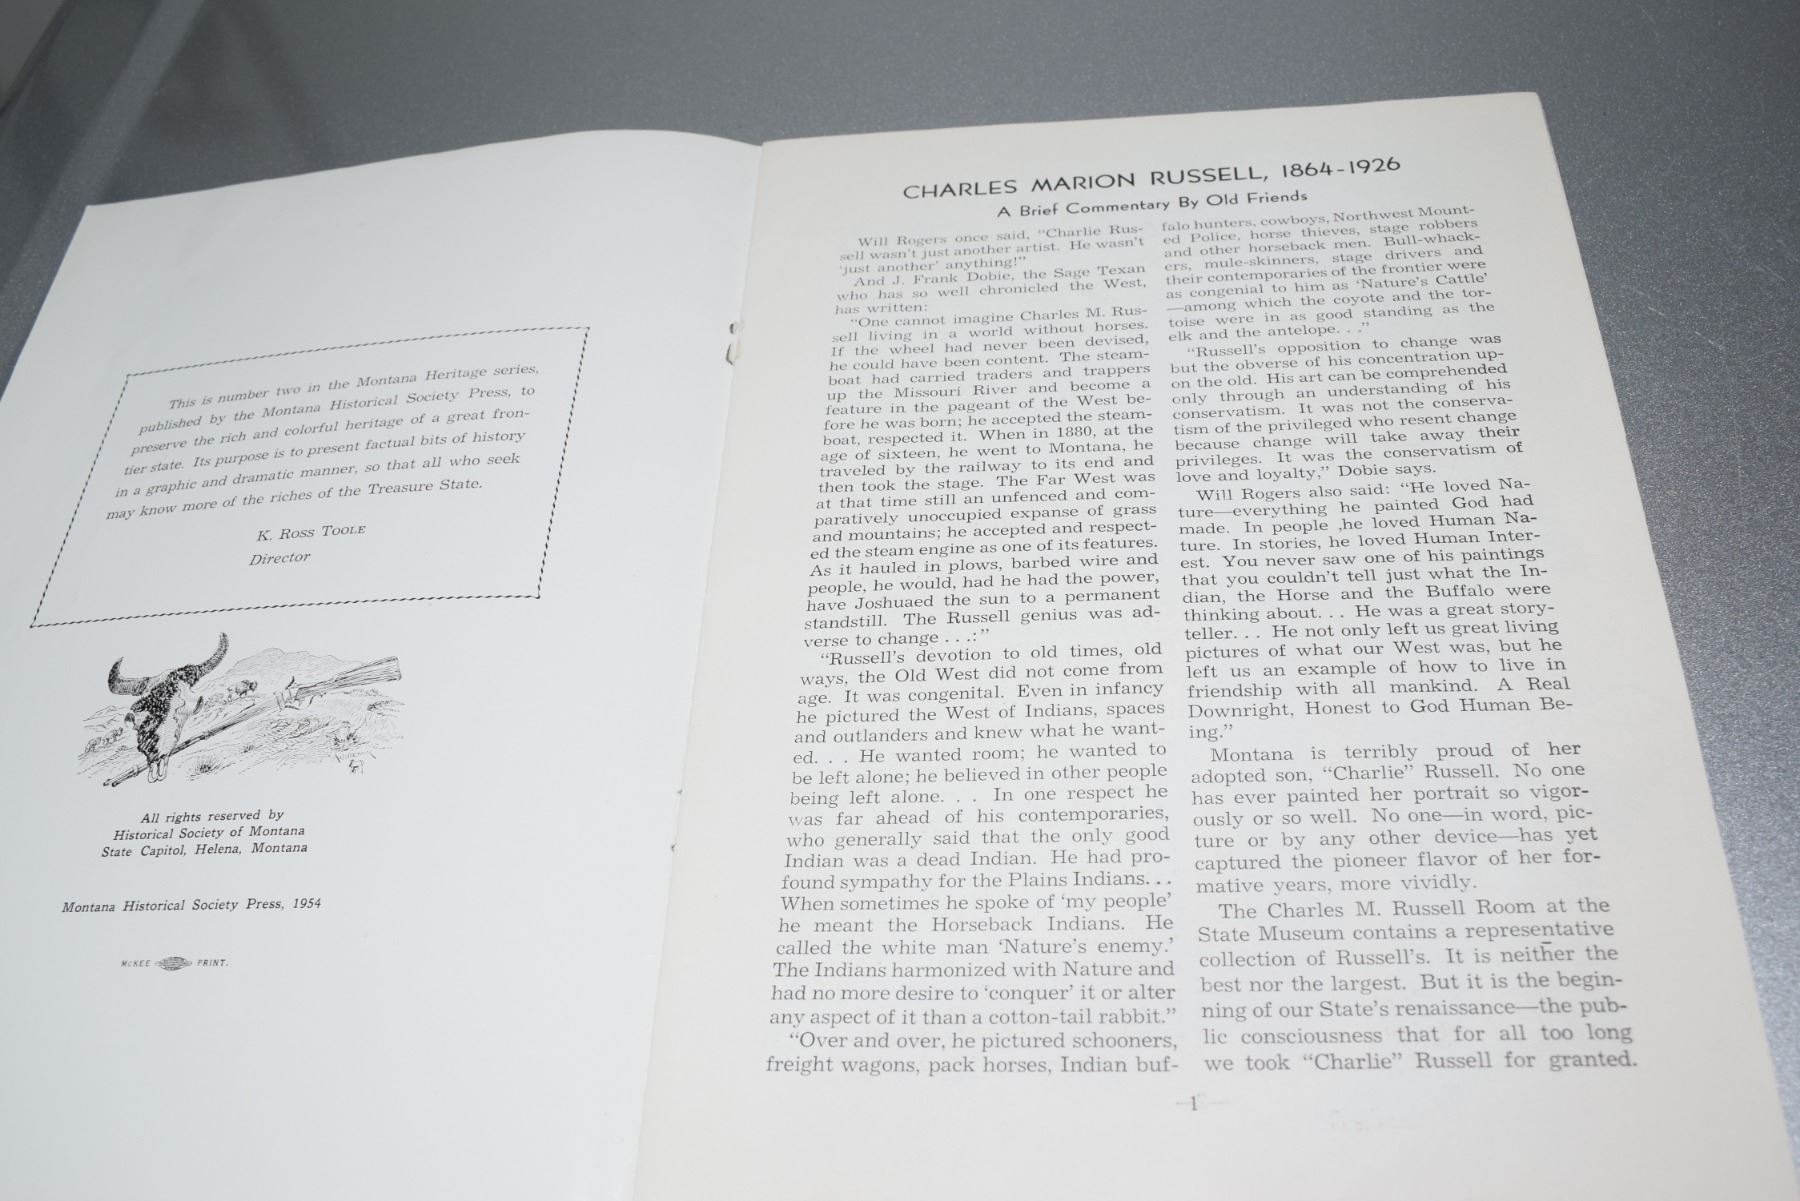 This is number two in the Montana Heritage series,
published by the Montana Historical Society Press, to
preserve the rich and colorful heritage of a great fron-
tier state. Its purpose is to present factual bits of history
in a graphic and dramatic manner, so that all who seek
may know more of the riches of the Treasure State.
K. ROSS TOOLE
Director
All rights reserved by
Historical Society of Montana
State Capitol, Helena, Montana
Montana Historical Society Press, 1954
MCKEE PRINT.
CHARLES MARION RUSSELL, 1864-1926
A Brief Commentary By Old Friends
Will Rogers once said, “Charlie Rus-
sell wasn't just another artist. He wasn't
‘just another’ anything!”
And J. Frank Dobie, the Sage Texan
who has so well chronicled the West,
has written:
“One cannot imagine Charles M. Rus-
sell living in a world without horses.
If the wheel had never been devised,
he could have been content. The steam-
boat had carried traders and trappers
up the Missouri River and become a
feature in the pageant of the West be-
fore he was born; he accepted the steam-
boat, respected it. When in 1880, at the
age of sixteen, he went to Montana, he
traveled by the railway to its end and
then took the stage. The Far West was
at that time still an unfenced and com-
paratively unoccupied expanse of grass
and mountains; he accepted and respect-
ed the steam engine as one of its features.
As it hauled in plows, barbed wire and
people, he would, had he had the power,
have Joshuaed the sun to a permanent
standstill. The Russell genius was ad-
verse to change . . .:”
“Russell's devotion to old times, old
ways, the Old West did not come from
age. It was congenital. Even in infancy
he pictured the West of Indians, spaces
and outlanders and knew what he want-
ed. . . He wanted room; he wanted to
be left alone; he believed in other people
being left alone. . . In one respect he
was far ahead of his contemporaries,
who generally said that the only good
Indian was a dead Indian. He had pro-
found sympathy for the Plains Indians. . .
When sometimes he spoke of ‘my people’
he meant the Horseback Indians. He
called the white man ‘Nature's enemy.’
The Indians harmonized with Nature and
had no more desire to ‘conquer’ it or alter
any aspect of it than a cotton-tail rabbit.”
“Over and over, he pictured schooners,
freight wagons, pack horses, Indian buf-
falo hunters, cowboys, Northwest Mount-
ed Police, horse thieves, stage robbers
and other horseback men. Bull-whack-
ers, mule-skinners, stage drivers and
their contemporaries of the frontier were
as congenial to him as ‘Nature's Cattle’
—among which the coyote and the tor-
toise were in as good standing as the
elk and the antelope. . .”
“Russell's opposition to change was
but the obverse of his concentration up-
on the old. His art can be comprehended
only through an understanding of his
conservatism. It was not the conserva-
tism of the privileged who resent change
because change will take away their
privileges. It was the conservatism of
love and loyalty,” Dobie says.
Will Rogers also said: “He loved Na-
ture—everything he painted God had
made. In people ,he loved Human Na-
ture. In stories, he loved Human Inter-
est. You never saw one of his paintings
that you couldn't tell just what the In-
dian, the Horse and the Buffalo were
thinking about. . . He was a great story-
teller. . . He not only left us great living
pictures of what our West was, but he
left us an example of how to live in
friendship with all mankind. A Real
Downright, Honest to God Human Be-
ing.”
Montana is terribly proud of her
adopted son, “Charlie” Russell. No one
has ever painted her portrait so vigor-
ously or so well. No one—in word, pic-
ture or by any other device—has yet
captured the pioneer flavor of her for-
mative years, more vividly.
The Charles M. Russell Room at the
State Museum contains a representative
collection of Russell's. It is neither the
best nor the largest. But it is the begin-
ning of our State's renaissance—the pub-
lic consciousness that for all too long
we took “Charlie” Russell for granted.
—1—